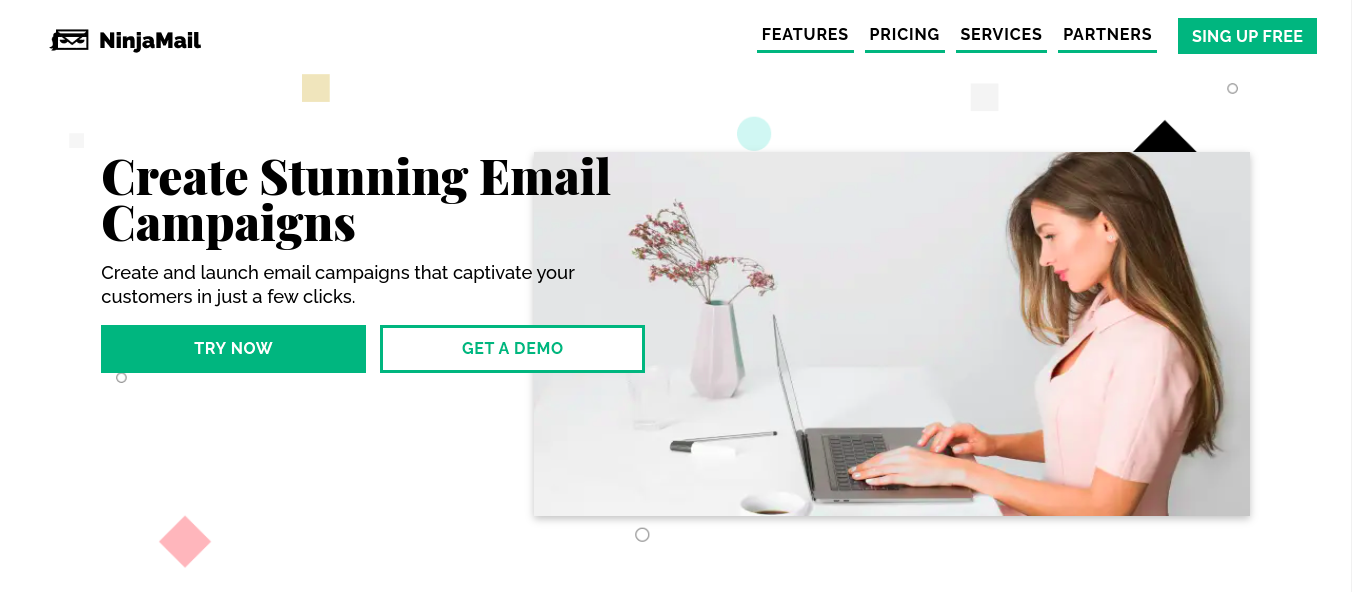 NinjaMail
FEATURES PRICING SERVICES PARTNERS SING UP FREE
Create Stunning Email
Campaigns
Create and launch email campaigns that captivate your
customers in just a few clicks.
TRY NOW GET A DEMO